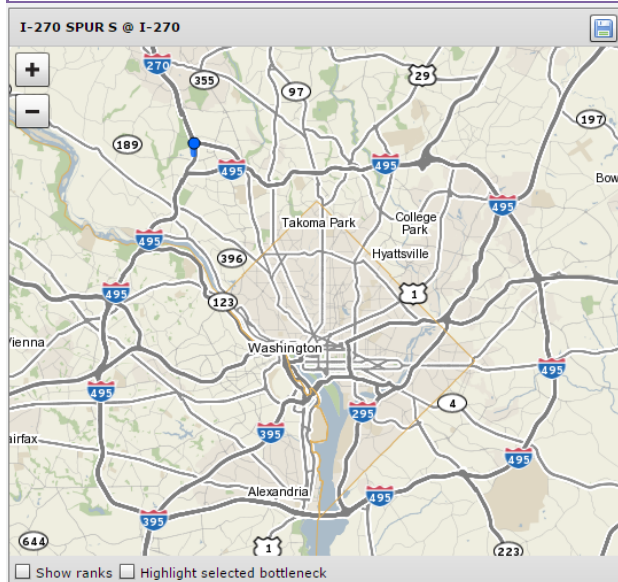 I-270 SPUR S @ I-270
+
−
270
355
97
29
197
189
495
495
Bow
495
Takoma Park
College
Park
495
396
Hyattsville
495
123
1
Vienna
Washington
495
495
4
295
395
airfax
495
Alexandria
495
395
644
1
223
Show ranks
Highlight selected bottleneck